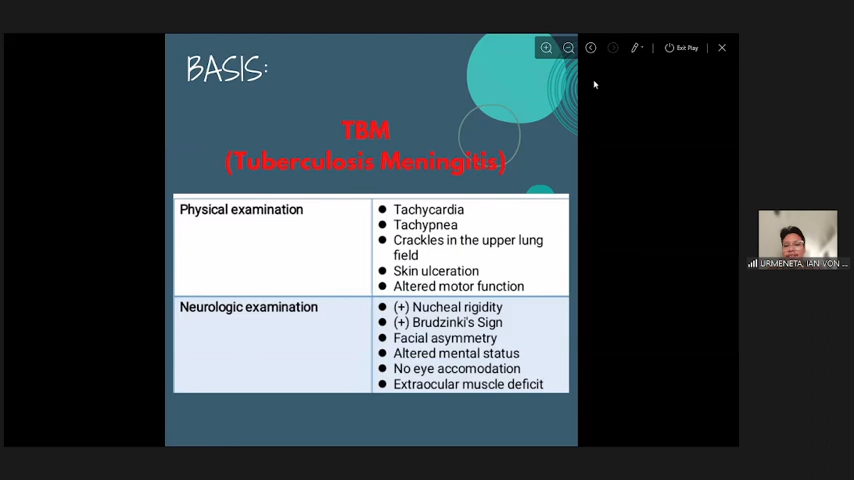 BASIS:
Exit Play
TBM
(Tuberculosis Meningitis)
Physical examination
● Tachycardia
● Tachypnea
● Crackles in the upper lung
field
● Skin ulceration
● Altered motor function
Neurologic examination
● (+) Nucheal rigidity
● (+) Brudzinki's Sign
● Facial asymmetry
● Altered mental status
● No eye accomodation
● Extraocular muscle deficit
URMENETA, IAN VON ...